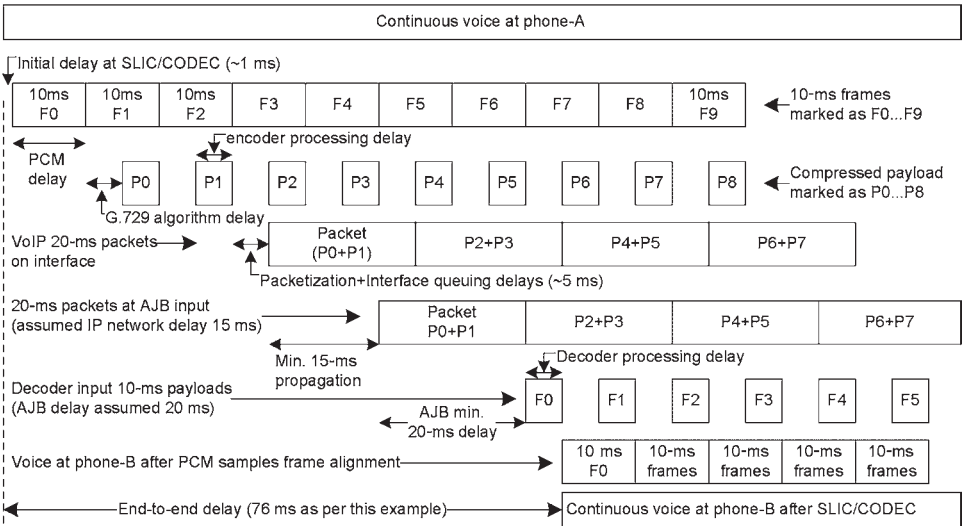 Continuous voice at phone-A
Initial delay at SLIC/CODEC (~1 ms)
10ms F0
10ms F1
10ms F2
F3
F4
F5
F6
F7
F8
10ms F9
10-ms frames
marked as F0...F9
encoder processing delay
PCM
delay
P0
P1
P2
P3
P4
P5
P6
P7
P8
Compressed payload
marked as P0...P8
G.729 algorithm delay
VoIP 20-ms packets
on interface
Packet
(P0+P1)
P2+P3
P4+P5
P6+P7
Packetization+Interface queuing delays (~5 ms)
20-ms packets at AJB input
(assumed IP network delay 15 ms)
Packet
P0+P1
P2+P3
P4+P5
P6+P7
Min. 15-ms
propagation
Decoder processing delay
Decoder input 10-ms payloads
(AJB delay assumed 20 ms)
F0
F1
F2
F3
F4
F5
AJB min.
20-ms delay
Voice at phone-B after PCM samples frame alignment
10 ms
F0
10-ms
frames
10-ms
frames
10-ms
frames
10-ms
frames
End-to-end delay (76 ms as per this example)
Continuous voice at phone-B after SLIC/CODEC